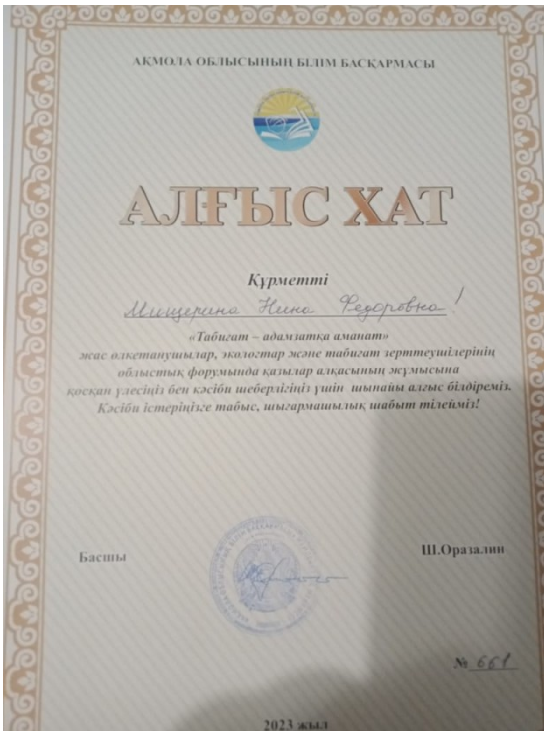 АҚМОЛА ОБЛЫСЫНЫҢ БІЛІМ БАСҚАРМАСЫ
АЛҒЫС ХАТ
Құрметті
Мищерина Нина Федоровна!
«Табиғат – адамзатқа аманат»
жас өлкетанушылар, экологтар және табиғат зерттеушілерінің
облыстық форумында қазылар алқасының жұмысына
қосқан үлесіңіз бен кәсіби шеберлігіңіз үшін шынайы алғыс білдіреміз.
Кәсіби істеріңізге табыс, шығармашылық шабыт тілейміз!
Басшы
Ш.Оразалин
№ 661
2023 жыл